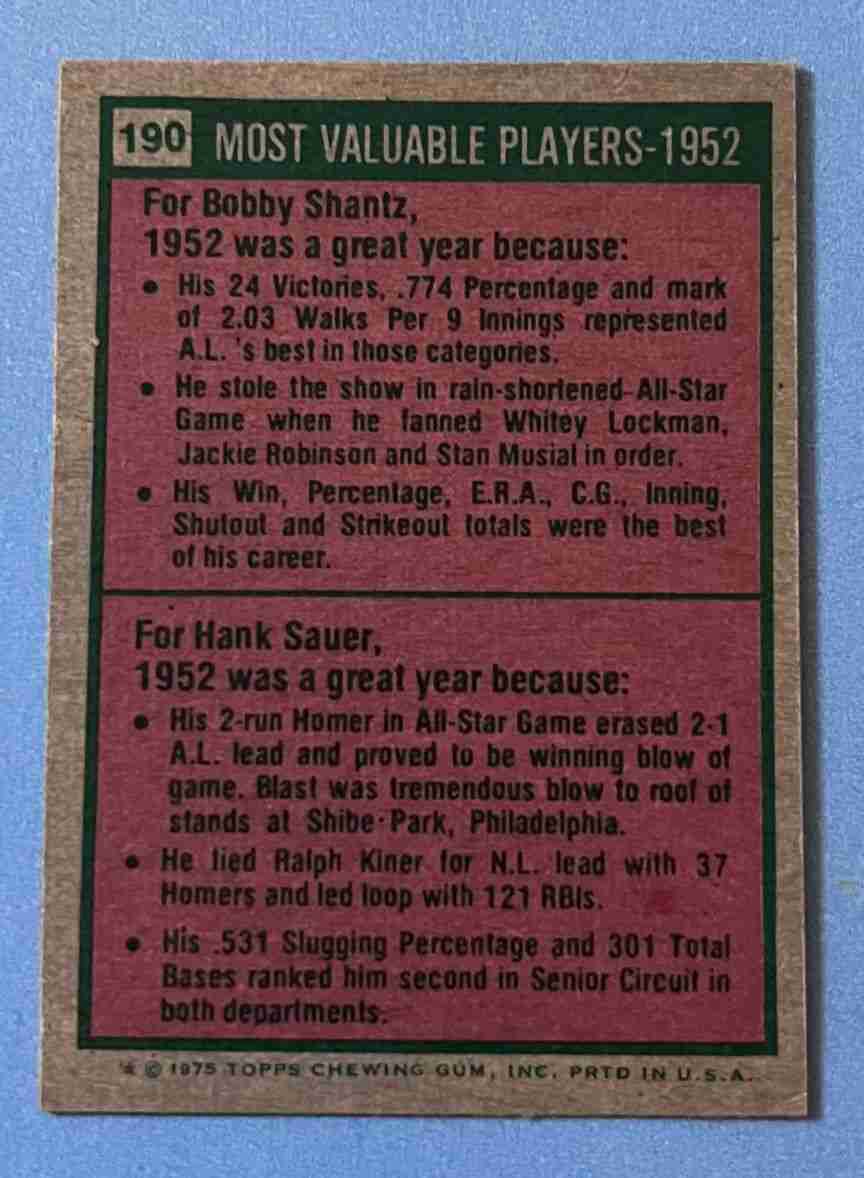 190 MOST VALUABLE PLAYERS-1952
For Bobby Shantz,
1952 was a great year because:
• His 24 Victories, .774 Percentage and mark
of 2.03 Walks Per 9 Innings represented
A.L. 's best in those categories.
• He stole the show in rain-shortened All-Star
Game when he fanned Whitey Lockman,
Jackie Robinson and Stan Musial in order.
• His Win, Percentage, E.R.A., C.G., Inning,
Shutout and Strikeout totals were the best
of his career.
For Hank Sauer,
1952 was a great year because:
• His 2-run Homer in All-Star Game erased 2-1
A.L. lead and proved to be winning blow of
game. Blast was tremendous blow to roof of
stands at Shibe Park, Philadelphia.
• He tied Ralph Kiner for N.L. lead with 37
Homers and led loop with 121 RBIs.
• His .531 Slugging Percentage and 301 Total
Bases ranked him second in Senior Circuit in
both departments.
* © 1975 TOPPS CHEWING GUM, INC. PRTD IN U.S.A.